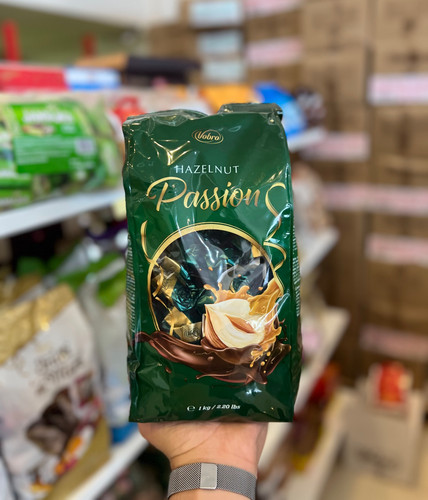 Vobro
HAZELNUT
Passion
℮ 1 kg / 2.20 lbs